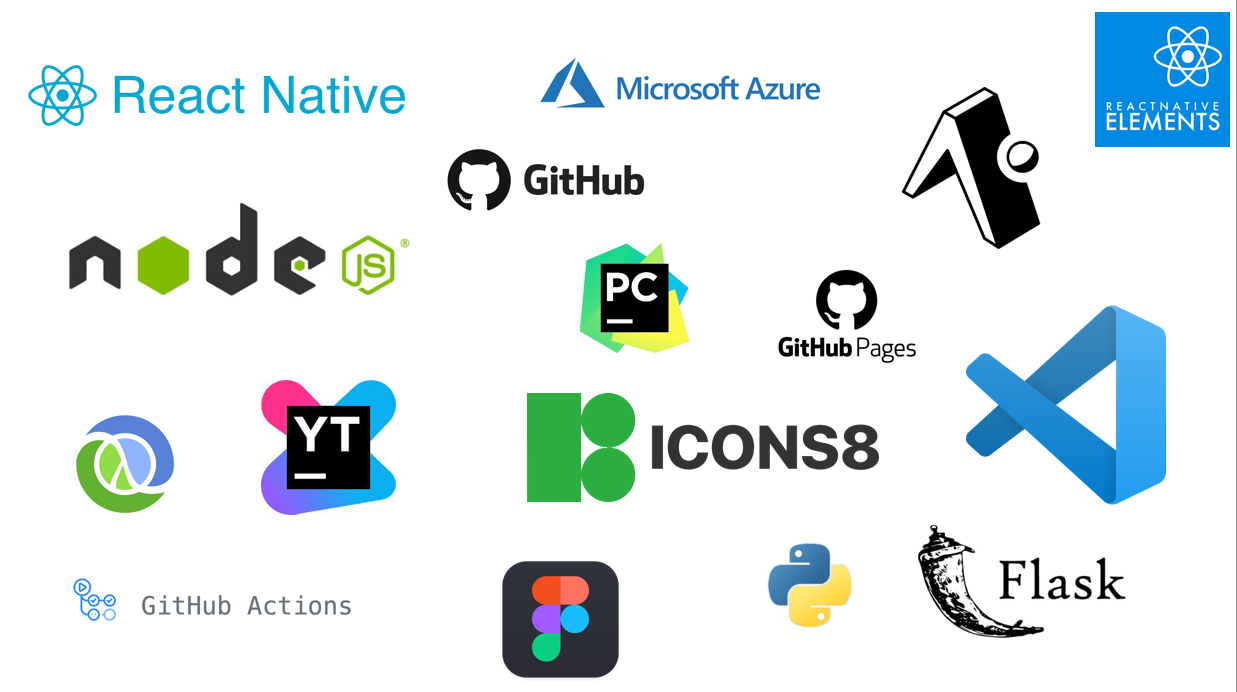 React Native
Microsoft Azure
REACTNATIVE
ELEMENTS
GitHub
node
JS®
PC
GitHub Pages
YT
ICONS8
GitHub Actions
Flask